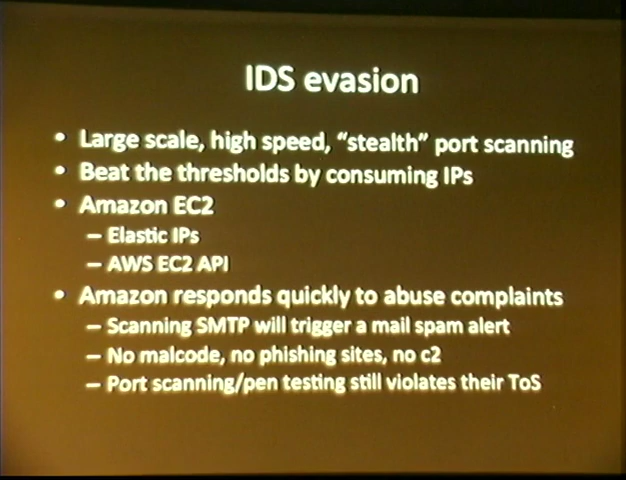 IDS evasion
• Large scale, high speed, “stealth” port scanning
• Beat the thresholds by consuming IPs
• Amazon EC2
– Elastic IPs
– AWS EC2 API
• Amazon responds quickly to abuse complaints
– Scanning SMTP will trigger a mail spam alert
– No malcode, no phishing sites, no c2
– Port scanning/pen testing still violates their ToS